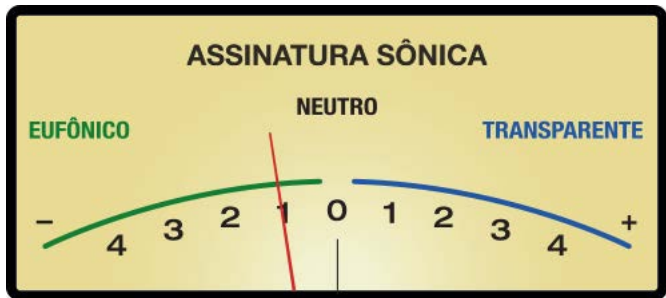 ASSINATURA SÔNICA
NEUTRO
EUFÔNICO TRANSPARENTE
− 4 3 2 1 0 1 2 3 4 +